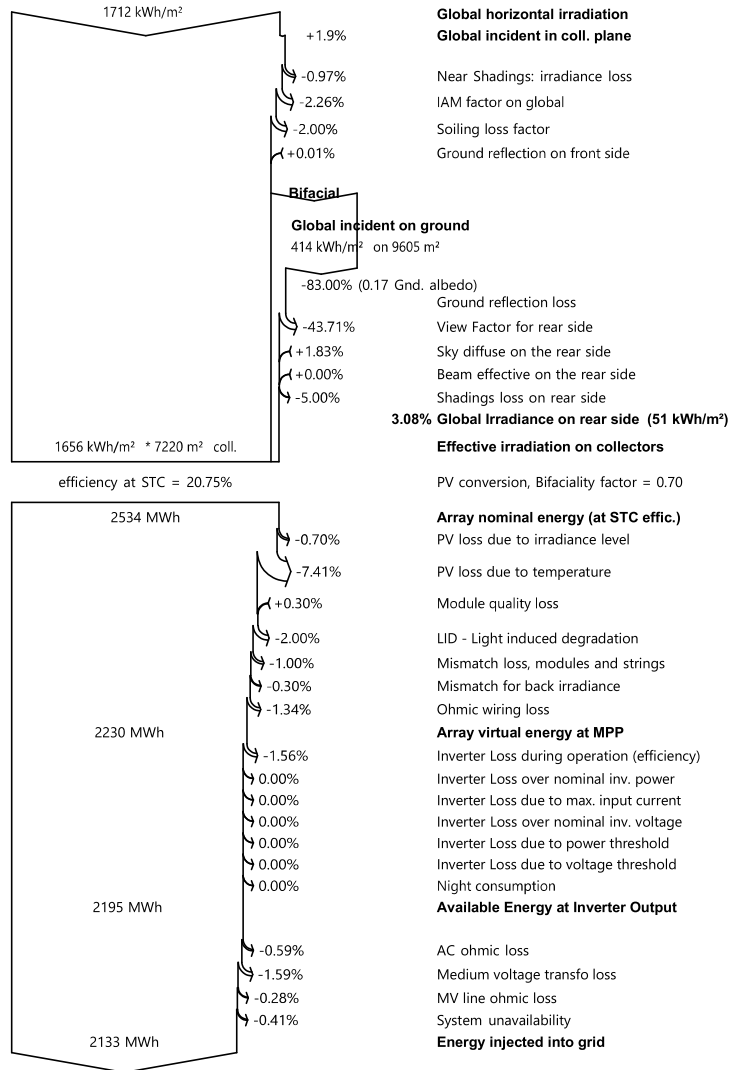 1712 kWh/m² Global horizontal irradiation
+1.9% Global incident in coll. plane
-0.97% Near Shadings: irradiance loss
-2.26% IAM factor on global
-2.00% Soiling loss factor
+0.01% Ground reflection on front side
Bifacial
Global incident on ground
414 kWh/m² on 9605 m²
-83.00% (0.17 Gnd. albedo)
Ground reflection loss
-43.71% View Factor for rear side
+1.83% Sky diffuse on the rear side
+0.00% Beam effective on the rear side
-5.00% Shadings loss on rear side
3.08% Global Irradiance on rear side (51 kWh/m²)
1656 kWh/m² * 7220 m² coll. Effective irradiation on collectors
efficiency at STC = 20.75% PV conversion, Bifaciality factor = 0.70
2534 MWh Array nominal energy (at STC effic.)
-0.70% PV loss due to irradiance level
-7.41% PV loss due to temperature
+0.30% Module quality loss
-2.00% LID - Light induced degradation
-1.00% Mismatch loss, modules and strings
-0.30% Mismatch for back irradiance
-1.34% Ohmic wiring loss
2230 MWh Array virtual energy at MPP
-1.56% Inverter Loss during operation (efficiency)
0.00% Inverter Loss over nominal inv. power
0.00% Inverter Loss due to max. input current
0.00% Inverter Loss over nominal inv. voltage
0.00% Inverter Loss due to power threshold
0.00% Inverter Loss due to voltage threshold
0.00% Night consumption
2195 MWh Available Energy at Inverter Output
-0.59% AC ohmic loss
-1.59% Medium voltage transfo loss
-0.28% MV line ohmic loss
-0.41% System unavailability
2133 MWh Energy injected into grid